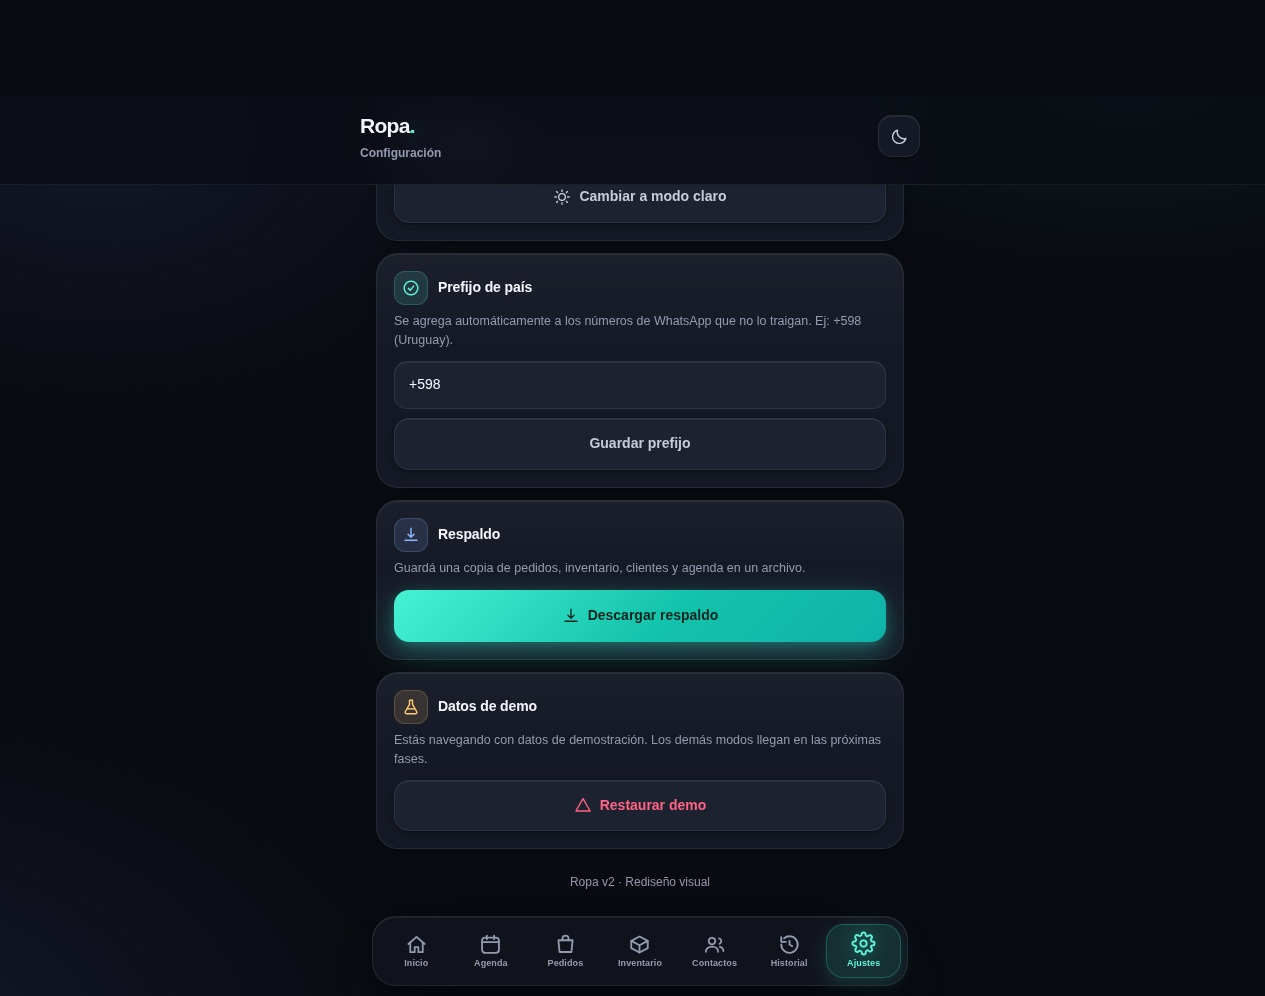 Ropa.
Configuración
Cambiar a modo claro
Prefijo de país
Se agrega automáticamente a los números de WhatsApp que no lo traigan. Ej: +598
(Uruguay).
+598
Guardar prefijo
Respaldo
Guardá una copia de pedidos, inventario, clientes y agenda en un archivo.
Descargar respaldo
Datos de demo
Estás navegando con datos de demostración. Los demás modos llegan en las próximas
fases.
Restaurar demo
Ropa v2 · Rediseño visual
Inicio Agenda Pedidos Inventario Contactos Historial Ajustes